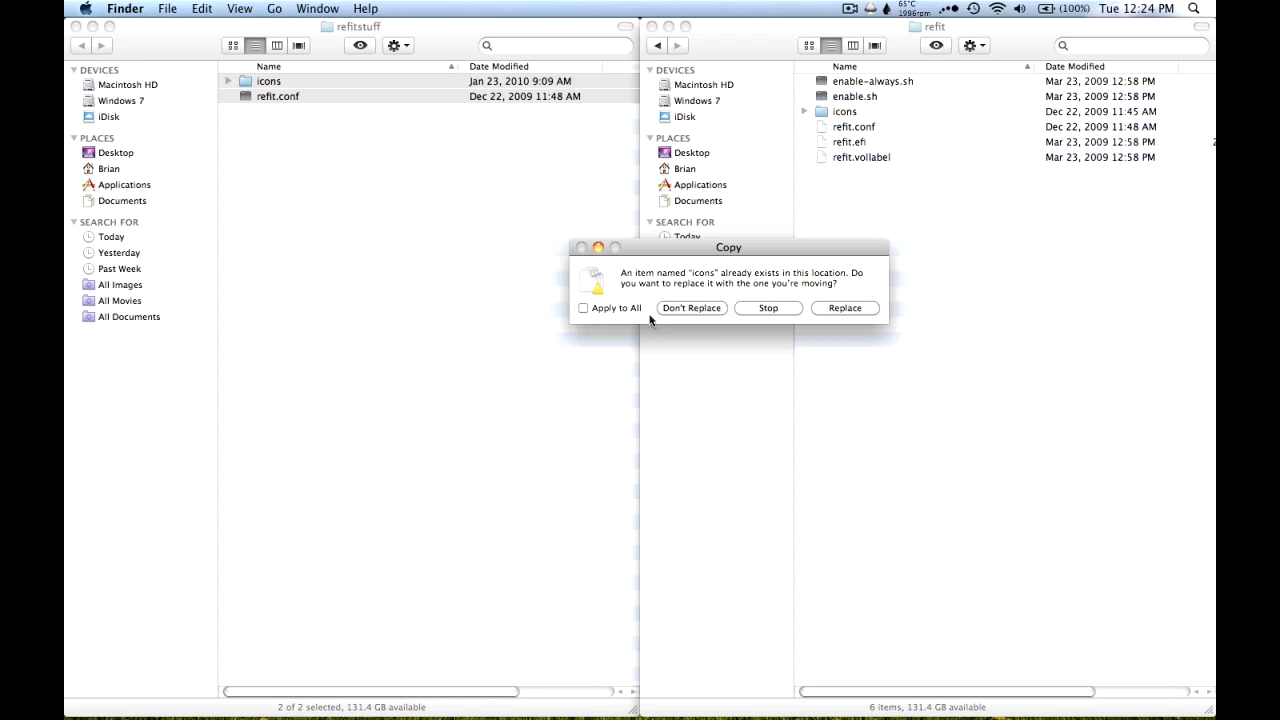 Finder File Edit View Go Window Help 65°C 1996rpm (100%) Tue 12:24 PM
refitstuff
Name Date Modified
DEVICES
Macintosh HD
Windows 7
iDisk
PLACES
Desktop
Brian
Applications
Documents
SEARCH FOR
Today
Yesterday
Past Week
All Images
All Movies
All Documents
icons Jan 23, 2010 9:09 AM
refit.conf Dec 22, 2009 11:48 AM
2 of 2 selected, 131.4 GB available
refit
Name Date Modified
DEVICES
Macintosh HD
Windows 7
iDisk
PLACES
Desktop
Brian
Applications
Documents
SEARCH FOR
Today
enable-always.sh Mar 23, 2009 12:58 PM
enable.sh Mar 23, 2009 12:58 PM
icons Dec 22, 2009 11:45 AM
refit.conf Dec 22, 2009 11:48 AM
refit.efi Mar 23, 2009 12:58 PM 2
refit.vollabel Mar 23, 2009 12:58 PM
6 items, 131.4 GB available
Copy
An item named “icons” already exists in this location. Do
you want to replace it with the one you’re moving?
Apply to All Don't Replace Stop Replace